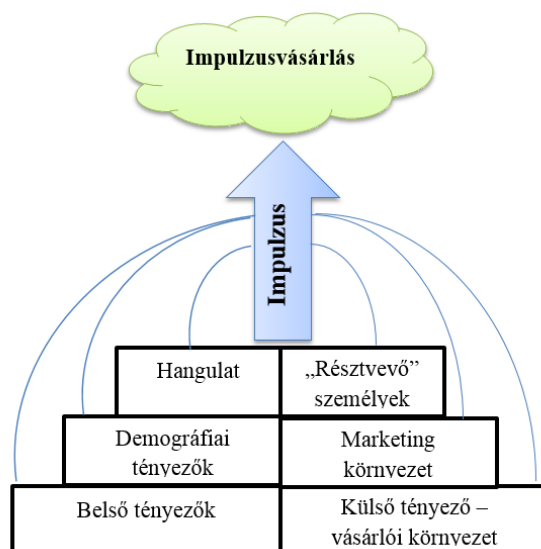 Impulzusvásárlás
Impulzus
Hangulat
„Résztvevő”
személyek
Demográfiai
tényezők
Marketing
környezet
Belső tényezők
Külső tényező –
vásárlói környezet